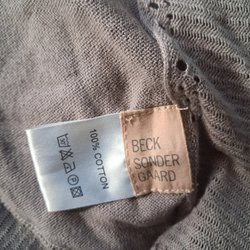 100% COTTON
BECK
SONDER
GAARD